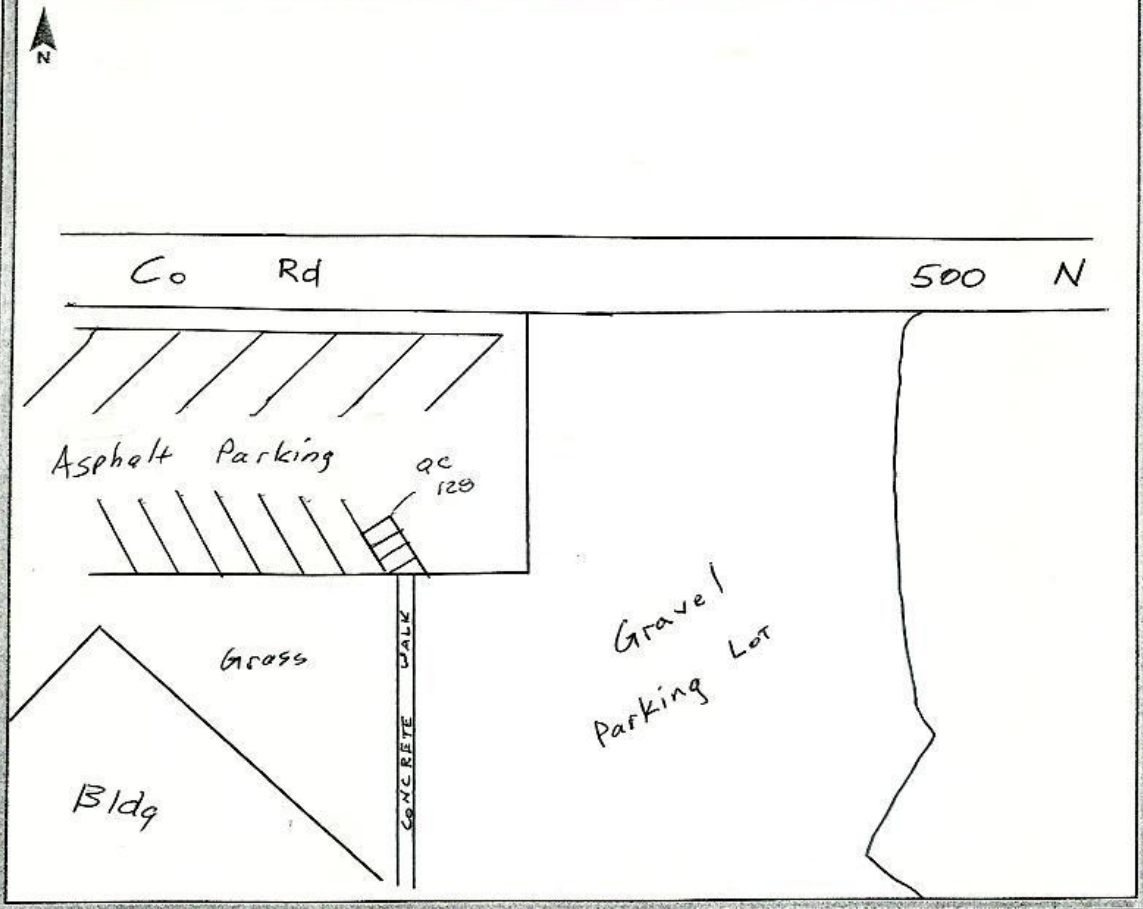 N
Co Rd 500 N
Asphalt Parking
QC
128
Gravel
Parking Lot
Grass
CONCRETE WALK
Bldg